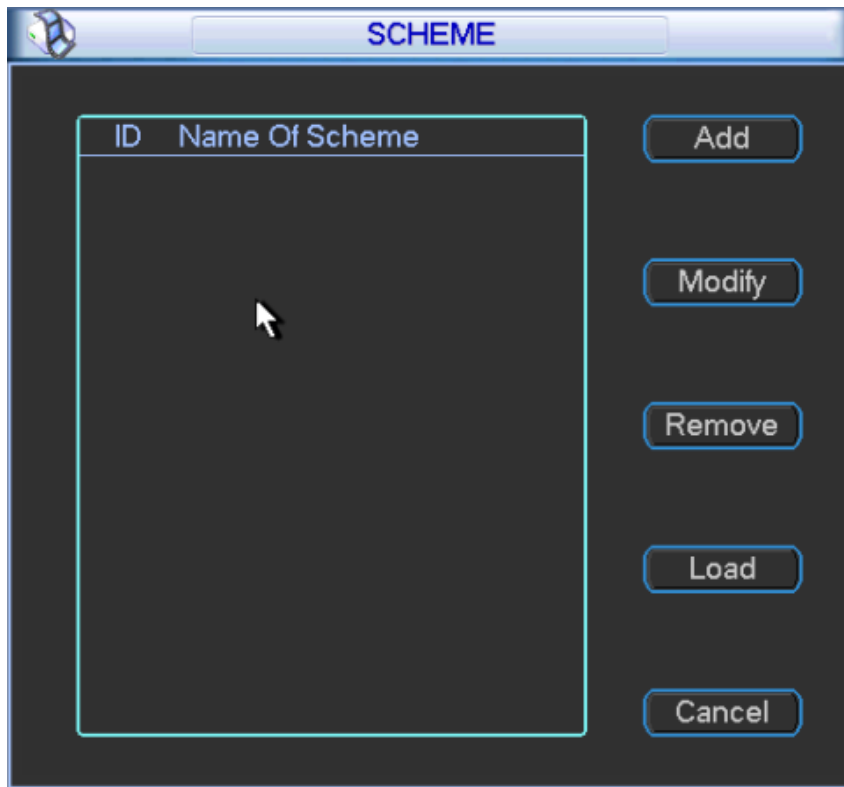 SCHEME
ID Name Of Scheme
Add
Modify
Remove
Load
Cancel